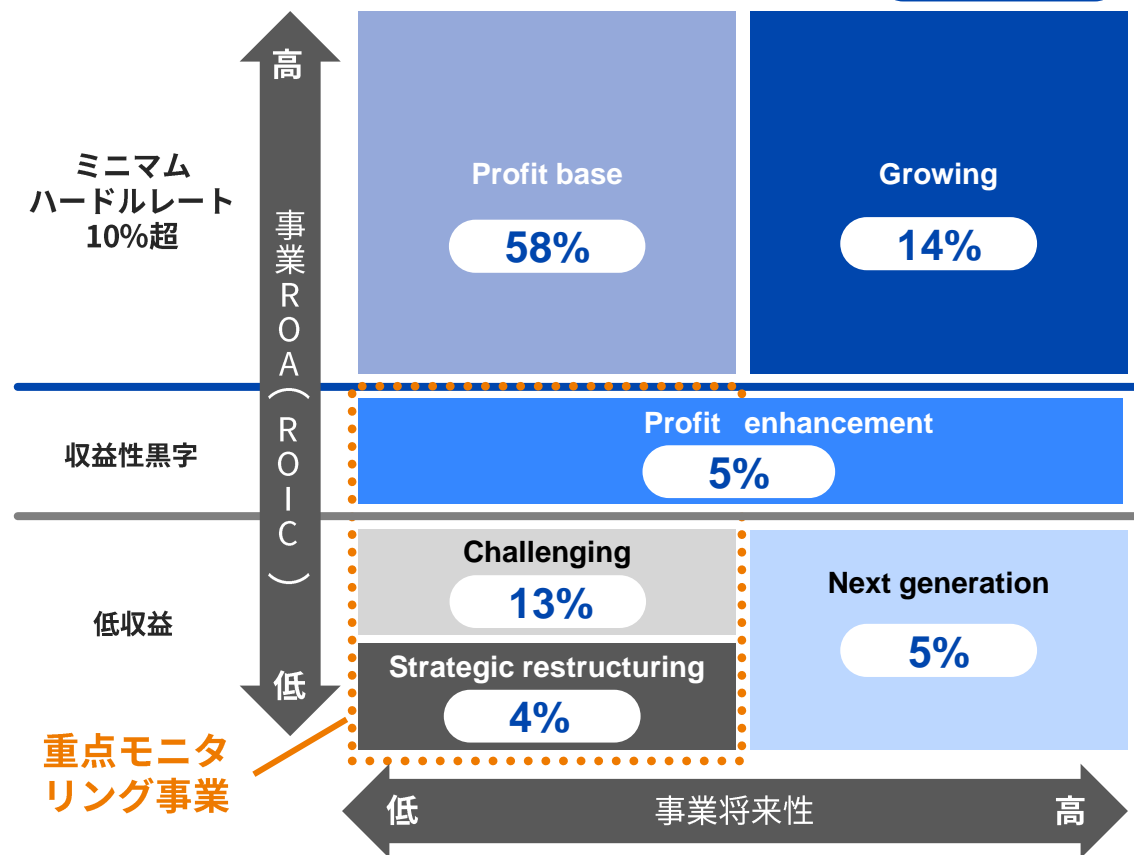 高
ミニマム
ハードルレート
10%超
事業ROA(ROIC)
Profit base
58%
Growing
14%
収益性黒字
Profit enhancement
5%
低収益
Challenging
13%
Next generation
5%
Strategic restructuring
4%
低
重点モニタ
リング事業
低
事業将来性
高